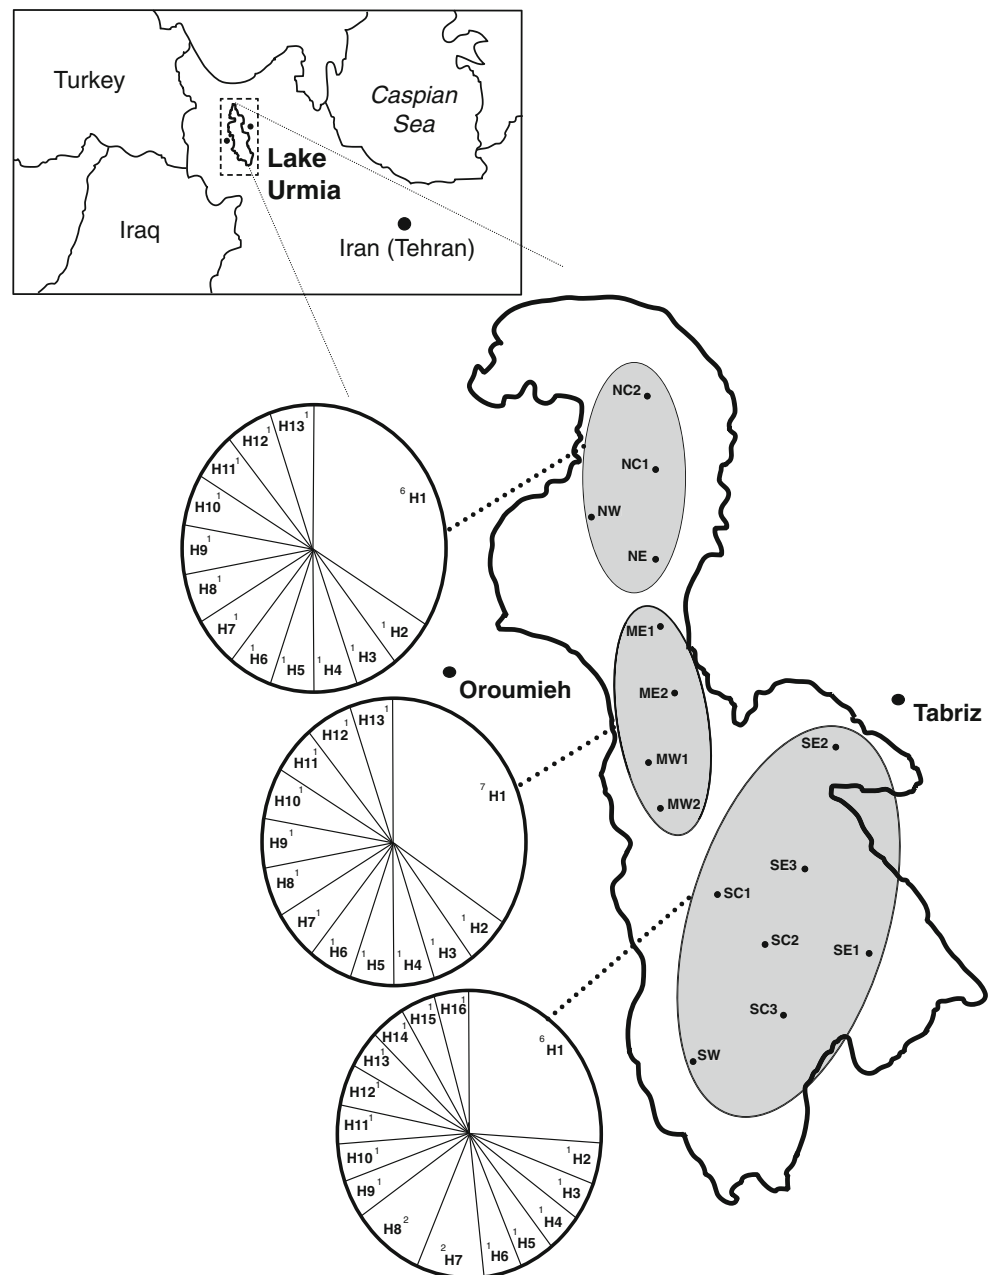 Turkey
Caspian
Sea
Lake
Urmia
Iraq
Iran (Tehran)
NC2
NC1
NW
NE
ME1
ME2
MW1
MW2
Oroumieh
Tabriz
SE2
SE3
SC1
SC2
SE1
SC3
SW
H13 1
H12 1
H11 1
H10 1
H9 1
H8 1
H7 1
1 H6
1 H5
1 H4
1 H3
1 H2
6 H1
H13 1
H12 1
H11 1
H10 1
H9 1
H8 1
H7 1
1 H6
1 H5
1 H4
1 H3
1 H2
7 H1
H16 1
H15 1
H14 1
H13 1
H12 1
H11 1
H10 1
H9 1
H8 2
2 H7
1 H6
1 H5
1 H4
1 H3
1 H2
6 H1